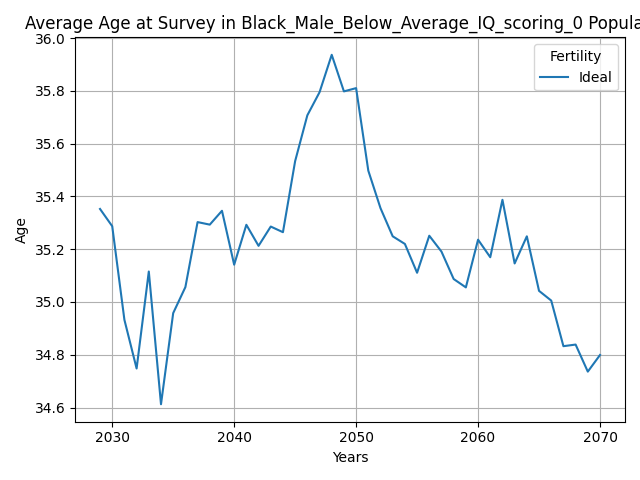 Average Age at Survey in Black_Male_Below_Average_IQ_scoring_0 Popula
36.0
35.8
35.6
35.4
35.2
35.0
34.8
34.6
Age
Fertility
Ideal
2030 2040 2050 2060 2070
Years